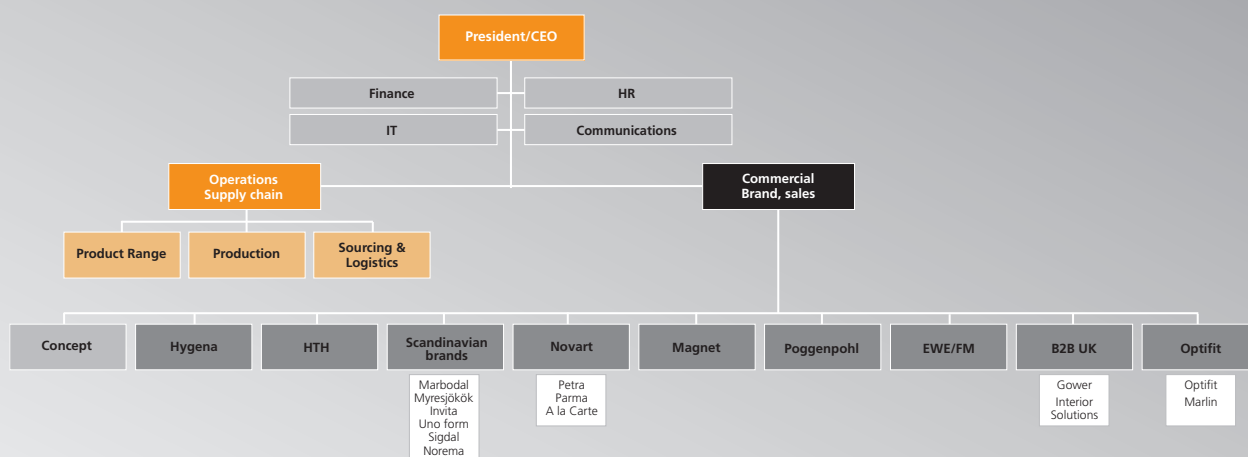 President/CEO
Finance
HR
IT
Communications
Operations
Supply chain
Commercial
Brand, sales
Product Range
Production
Sourcing &
Logistics
Concept
Hygena
HTH
Scandinavian
brands
Novart
Magnet
Poggenpohl
EWE/FM
B2B UK
Optifit
Marbodal
Myresjökök
Invita
Uno form
Sigdal
Norema
Petra
Parma
A la Carte
Gower
Interior
Solutions
Optifit
Marlin